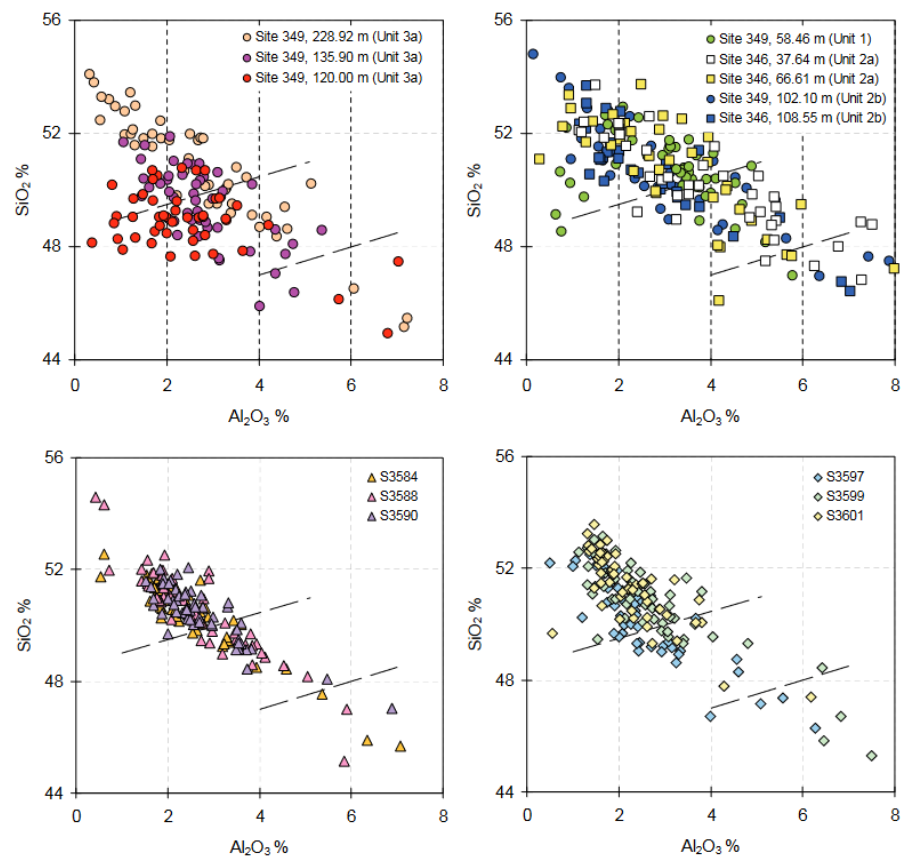 56
52
48
44
SiO₂ %
0
2
4
6
8
Al₂O₃ %
Site 349, 228.92 m (Unit 3a)
Site 349, 135.90 m (Unit 3a)
Site 349, 120.00 m (Unit 3a)
56
52
48
44
SiO₂ %
0
2
4
6
8
Al₂O₃ %
Site 349, 58.46 m (Unit 1)
Site 346, 37.64 m (Unit 2a)
Site 346, 66.61 m (Unit 2a)
Site 349, 102.10 m (Unit 2b)
Site 346, 108.55 m (Unit 2b)
56
52
48
44
SiO₂ %
0
2
4
6
8
Al₂O₃ %
S3584
S3588
S3590
56
52
48
44
SiO₂ %
0
2
4
6
8
Al₂O₃ %
S3597
S3599
S3601